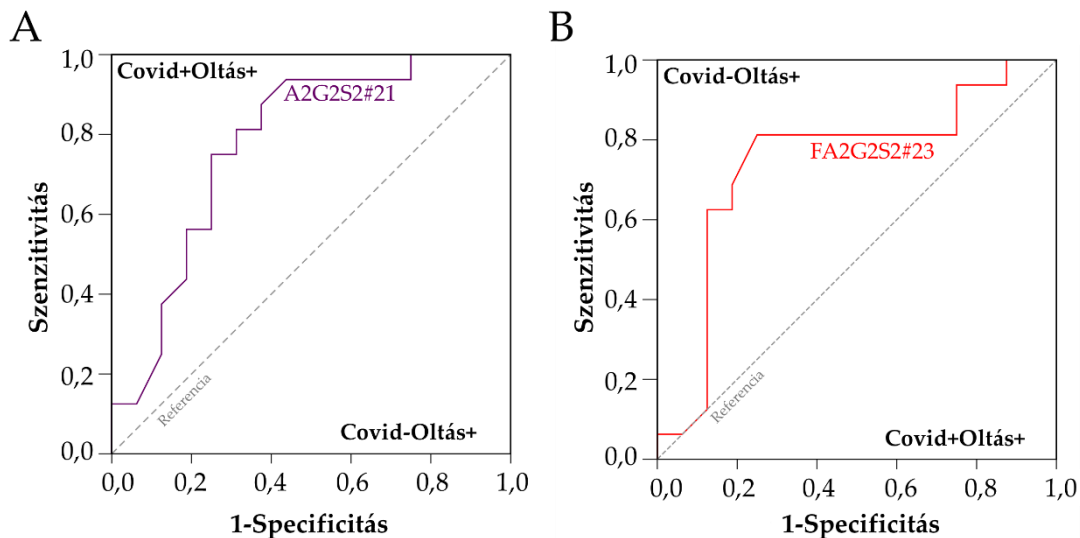 A
1,0
0,8
0,6
0,4
0,2
0,0
Szenzitivitás
Covid+Oltás+
A2G2S2#21
Referencia
Covid-Oltás+
0,0 0,2 0,4 0,6 0,8 1,0
1-Specificitás
B
1,0
0,8
0,6
0,4
0,2
0,0
Szenzitivitás
Covid-Oltás+
FA2G2S2#23
Referencia
Covid+Oltás+
0,0 0,2 0,4 0,6 0,8 1,0
1-Specificitás